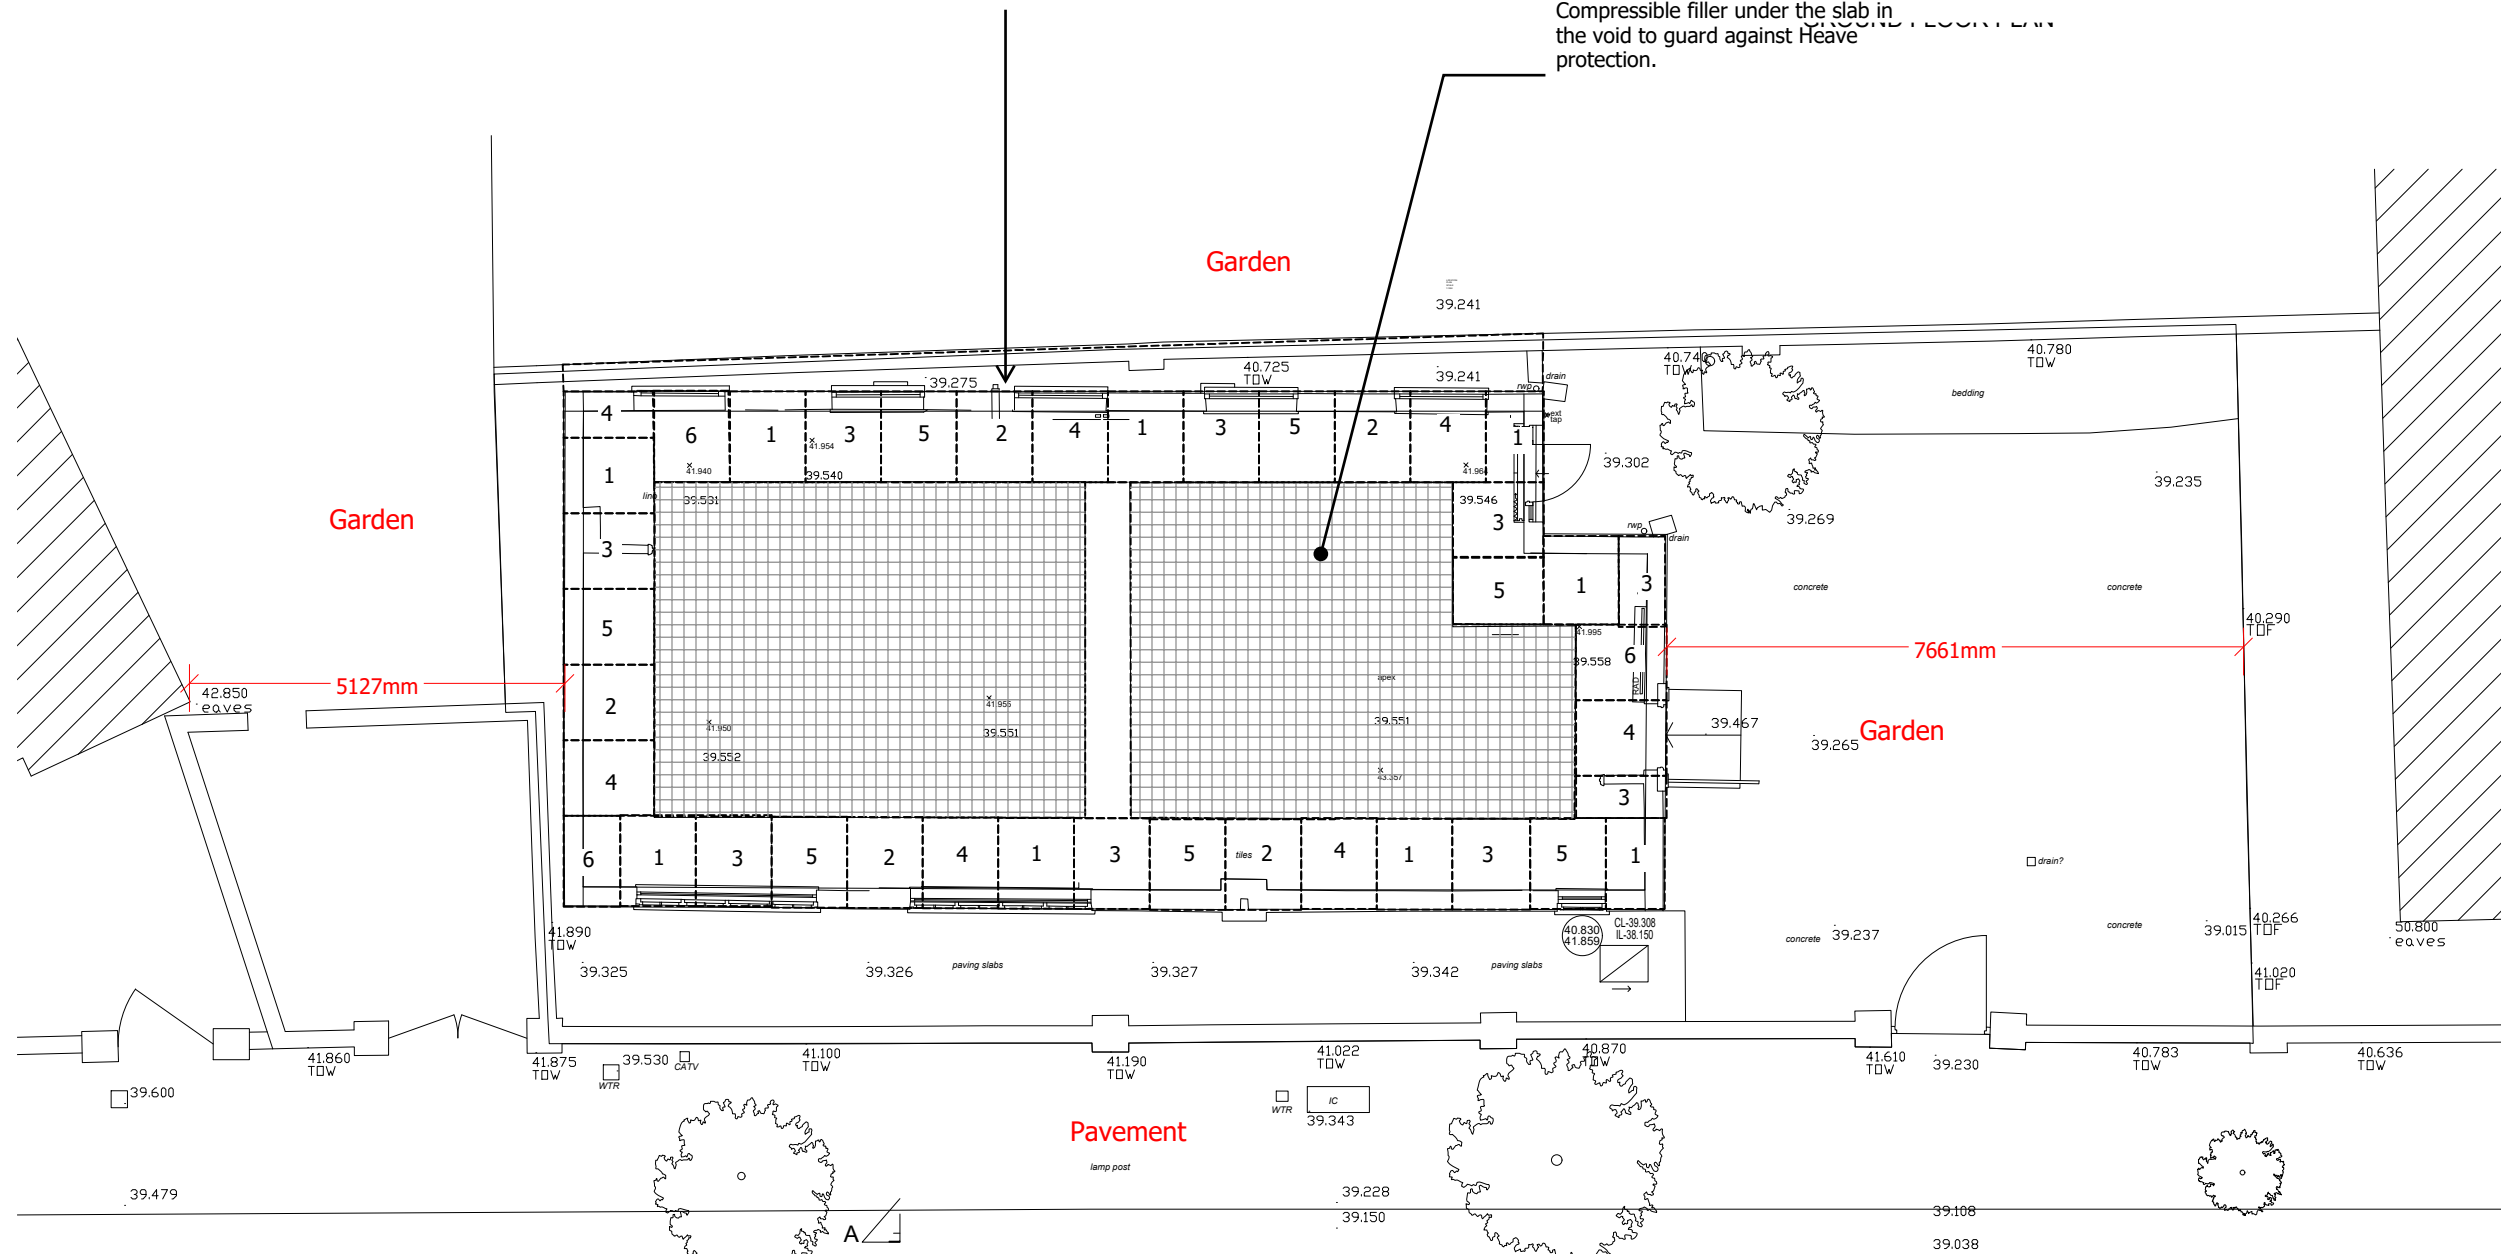 Compressible filler under the slab in
the void to guard against Heave
protection.
GROUND FLOOR PLAN
Garden
39.241
40.725
TOW
39.275
39.241
rwp
drain
40.740
TOW
40.780
TOW
bedding
ext
tap
4
6
1
3
5
2
4
1
3
5
2
4
1
41.954
41.940
39.540
39.531
39.546
39.302
39.235
39.269
1
3
5
2
4
Garden
3
5
1
3
rwp
drain
concrete
concrete
40.290
TOF
41.995
39.558
6
RAD
7661mm
5127mm
42.850
eaves
apex
41.955
39.551
41.950
39.552
39.551
43.357
4
3
39.467
39.265
Garden
6
1
3
5
2
4
1
3
5
tiles
2
4
1
3
5
1
drain?
41.890
TOW
40.830
41.859
CL-39.308
IL-38.150
concrete
39.237
concrete
39.015
40.266
TOF
50.800
eaves
39.325
39.326
paving slabs
39.327
39.342
paving slabs
41.020
TOF
41.860
TOW
41.875
TOW
39.530
WTR
CATV
41.100
TOW
41.190
TOW
41.022
TOW
40.870
TOW
41.610
TOW
39.230
40.783
TOW
40.636
TOW
39.600
WTR
IC
39.343
Pavement
lamp post
39.479
39.228
39.150
39.108
39.038
A